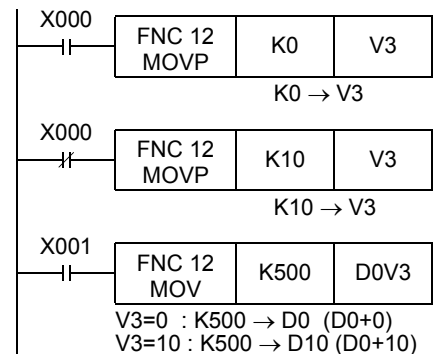 X000
FNC 12 MOVP K0 V3
K0 → V3
X000
FNC 12 MOVP K10 V3
K10 → V3
X001
FNC 12 MOV K500 D0V3
V3=0 : K500 → D0 (D0+0)
V3=10 : K500 → D10 (D0+10)